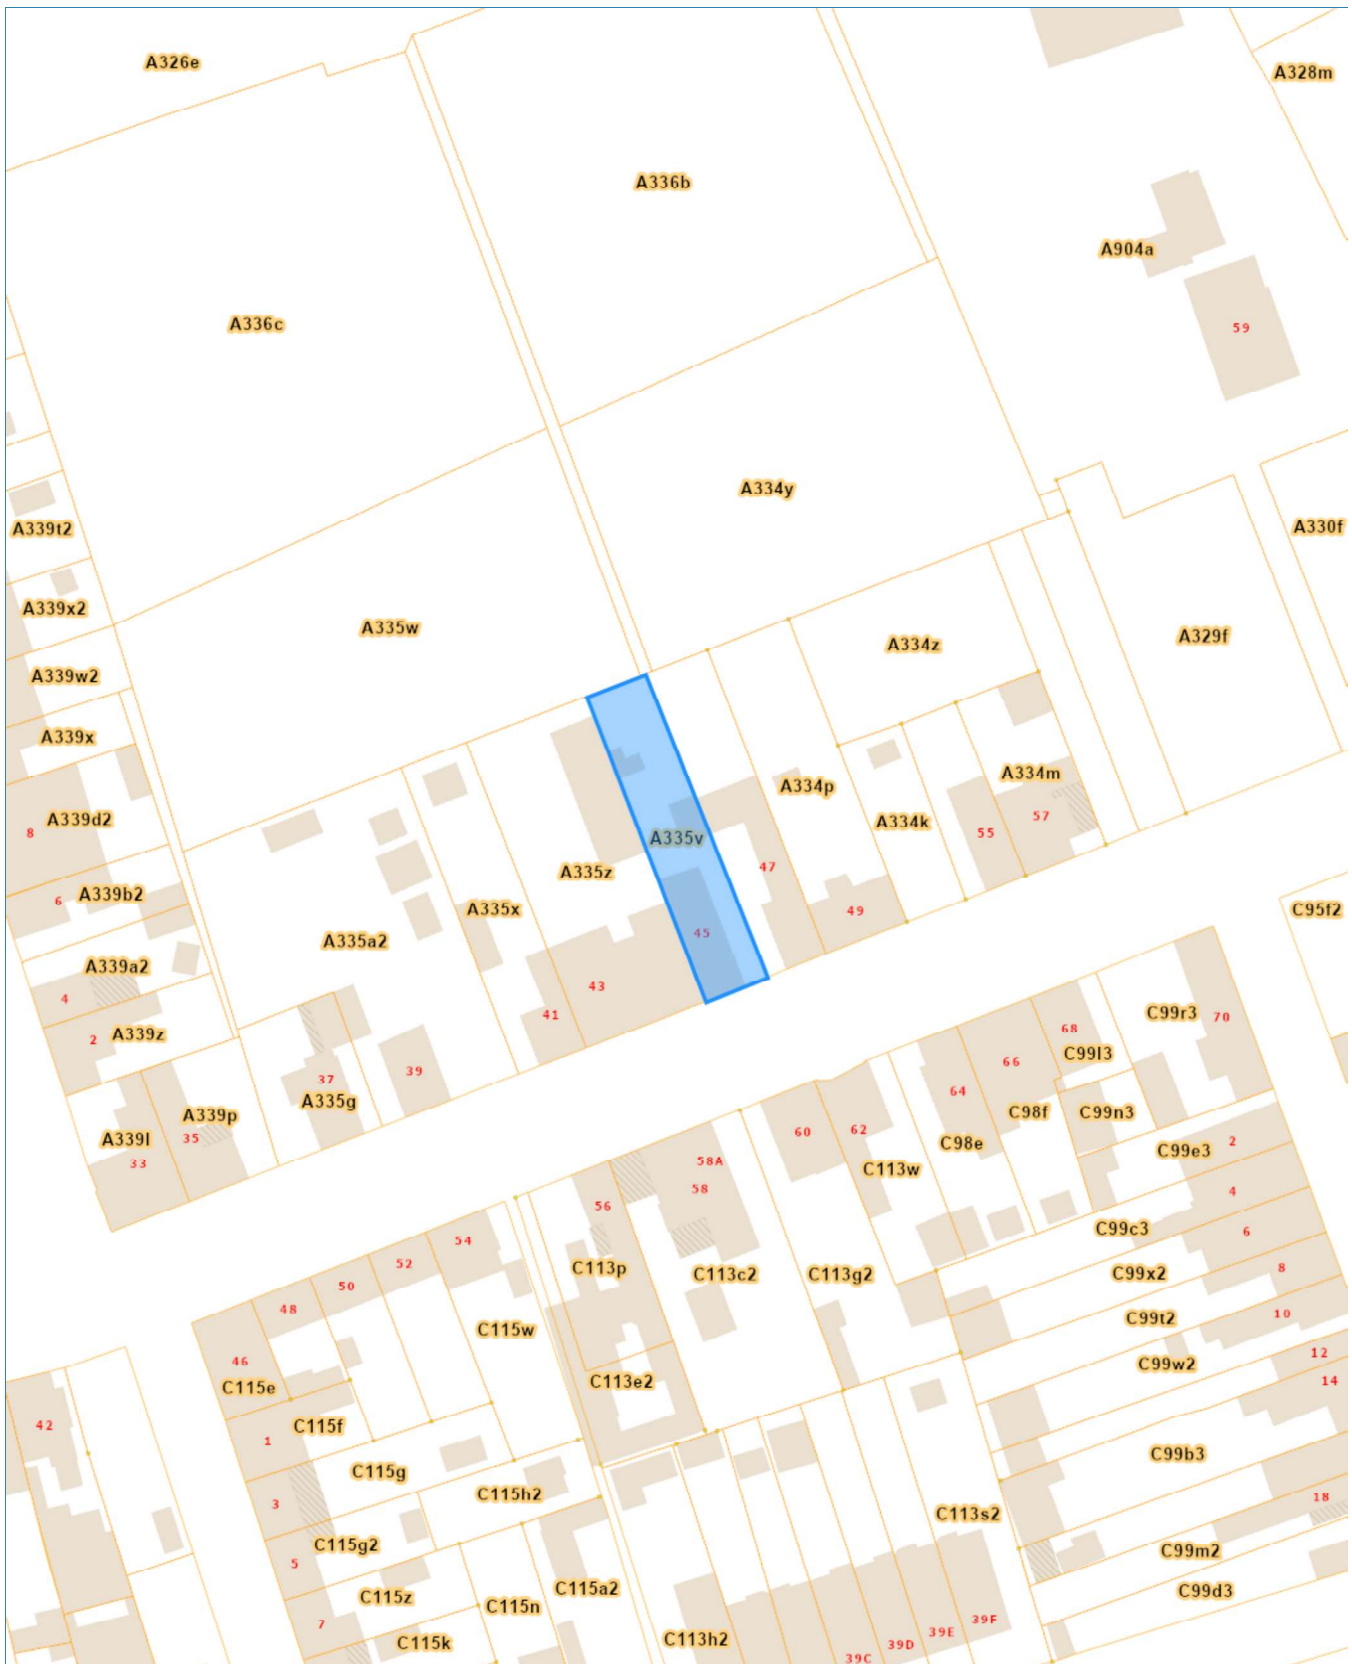 A326e
A328m
A336b
A904a
A336c
59
A334y
A339t2
A330f
A339x2
A335w
A334z
A329f
A339w2
A339x
A334m
A334p
57
A339d2
A334k
8
55
A335v
A335z
47
A339b2
6
A335x
49
C95f2
45
A335a2
A339a2
43
4
41
A339z
2
C99r3
70
68
C99l3
66
39
37
A335g
64
A339p
35
A339l
33
C98f
C99n3
60
62
C98e
C99e3
2
58A
58
C113w
4
56
C99c3
6
54
C113p
52
C113c2
C113g2
C99x2
8
50
48
C99t2
10
C115w
46
C115e
C113e2
C99w2
12
14
42
C115f
1
C99b3
C115g
C115h2
3
18
C113s2
C115g2
5
C99m2
C115z
C115a2
C99d3
C115n
7
C115k
C113h2
39F
39E
39D
39C